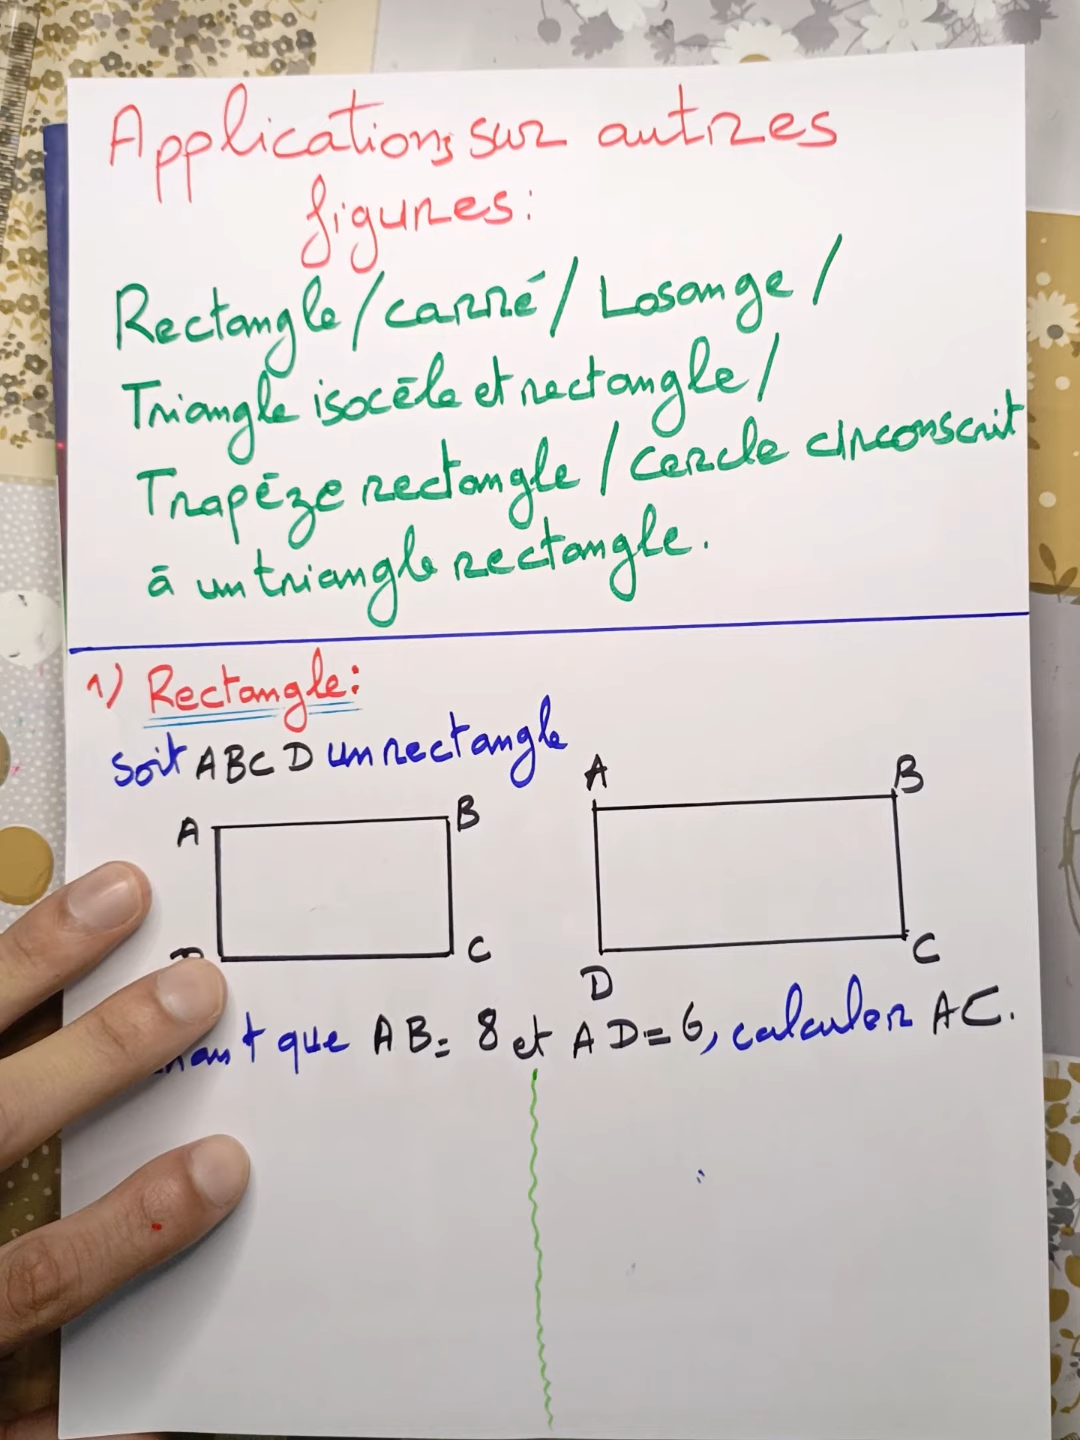 Applications sur autres
figures:
Rectangle/carré/Losange/
Triangle isocèle et rectangle/
Trapèze rectangle/cercle circonscrit
à un triangle rectangle.
1) Rectangle:
Soit ABCD un rectangle
A B A B
C D C
que AB= 8 et AD=6, calculer AC.